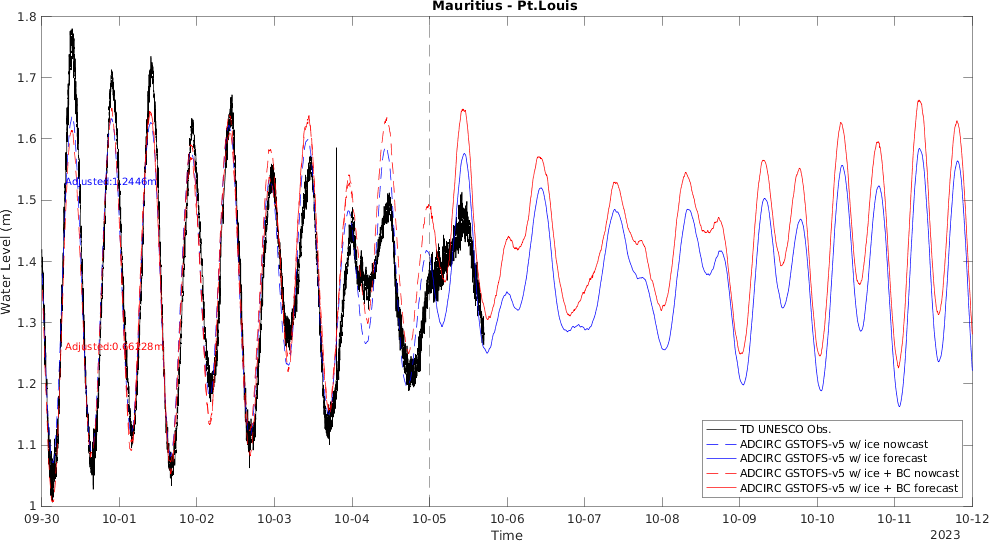 Mauritius - Pt.Louis
1.8
1.7
1.6
1.5
1.4
1.3
1.2
1.1
1
Water Level (m)
Adjusted:1.2446m
Adjusted:0.66228m
TD UNESCO Obs.
ADCIRC GSTOFS-v5 w/ ice nowcast
ADCIRC GSTOFS-v5 w/ ice forecast
ADCIRC GSTOFS-v5 w/ ice + BC nowcast
ADCIRC GSTOFS-v5 w/ ice + BC forecast
09-30 10-01 10-02 10-03 10-04 10-05 10-06 10-07 10-08 10-09 10-10 10-11 10-12
Time
2023